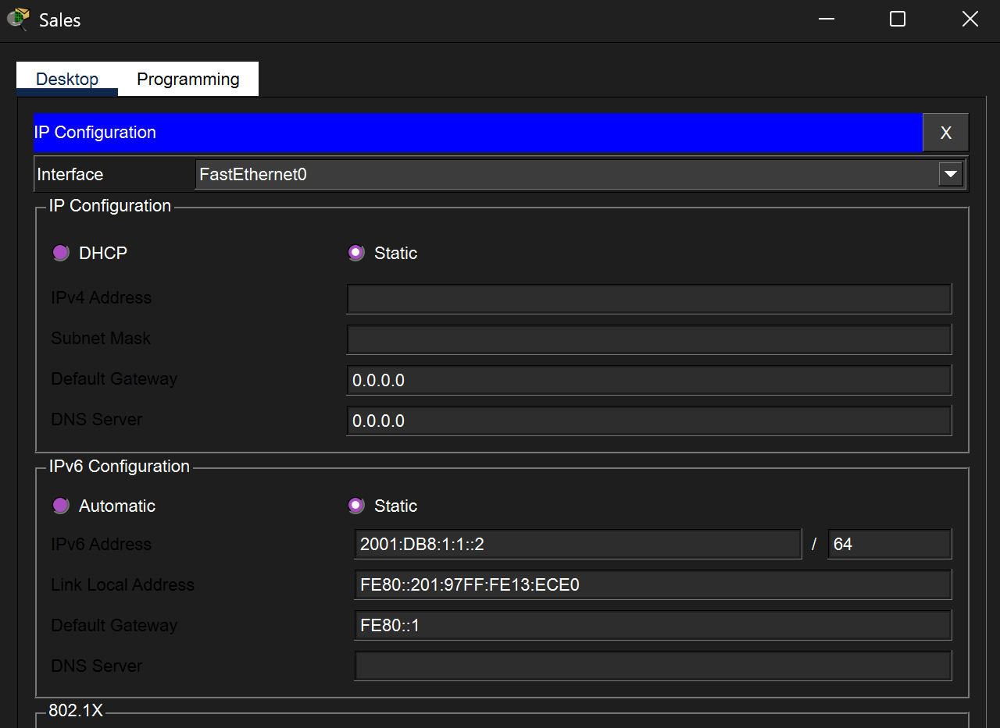 Sales
Desktop Programming
IP Configuration X
Interface FastEthernet0
IP Configuration
DHCP Static
IPv4 Address
Subnet Mask
Default Gateway 0.0.0.0
DNS Server 0.0.0.0
IPv6 Configuration
Automatic Static
IPv6 Address 2001:DB8:1:1::2 / 64
Link Local Address FE80::201:97FF:FE13:ECE0
Default Gateway FE80::1
DNS Server
802.1X